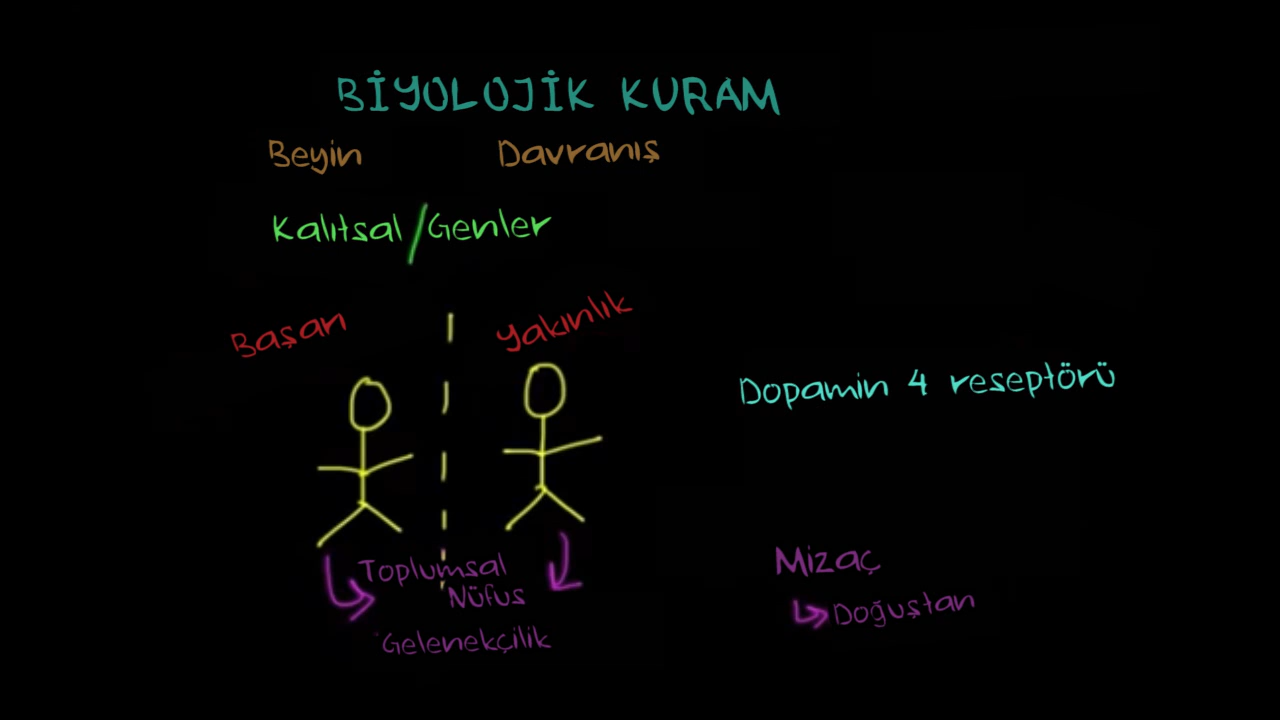 BİYOLOJİK KURAM
Beyin Davranış
Kalıtsal/Genler
Başarı Yakınlık
Dopamin 4 reseptörü
Toplumsal
Nüfus
Gelenekçilik
Mizaç
Doğuştan